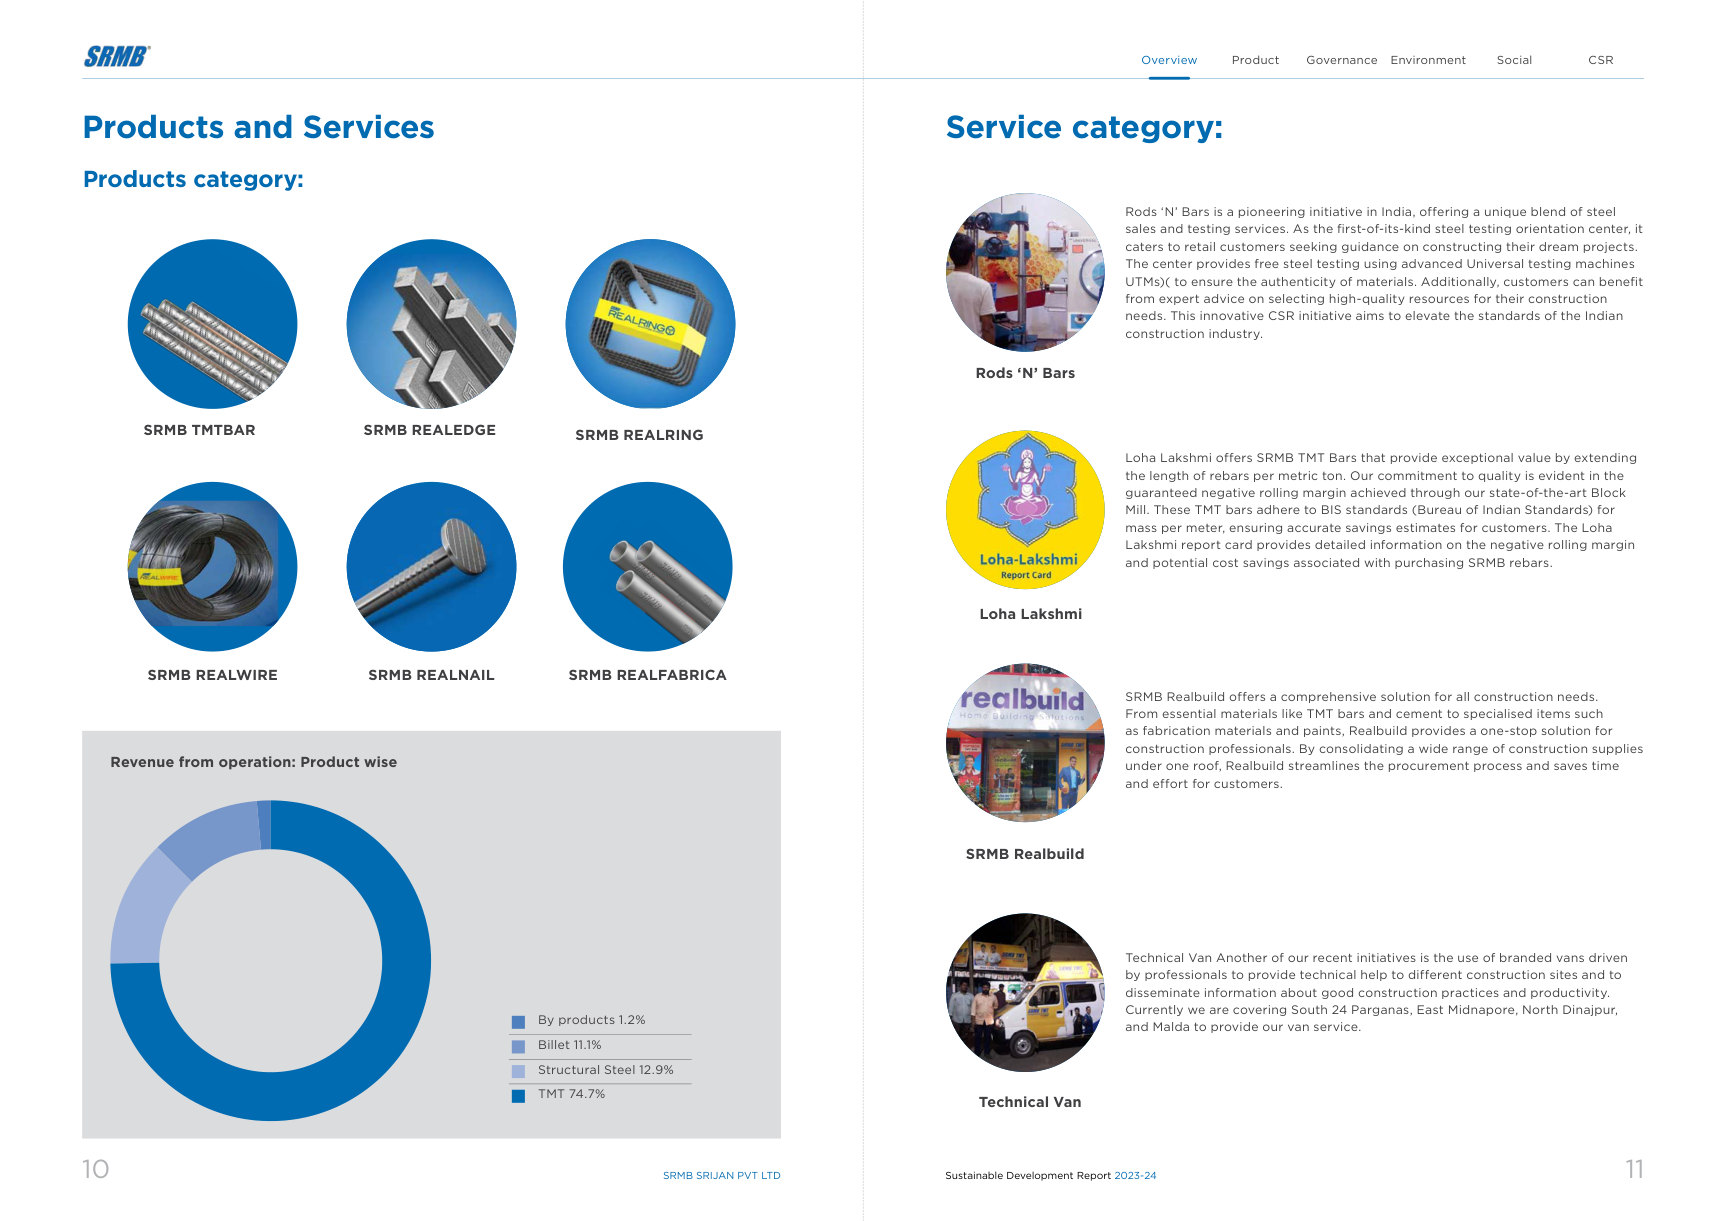 SRMB
Overview Product Governance Environment Social CSR
Products and Services
Products category:
REALRING
SRMB TMTBAR
SRMB REALEDGE
SRMB REALRING
REALWIRE
SRMB
SRMB REALWIRE
SRMB REALNAIL
SRMB REALFABRICA
Revenue from operation: Product wise
By products 1.2%
Billet 11.1%
Structural Steel 12.9%
TMT 74.7%
10
SRMB SRIJAN PVT LTD
Service category:
Rods ‘N’ Bars is a pioneering initiative in India, offering a unique blend of steel
sales and testing services. As the first-of-its-kind steel testing orientation center, it
caters to retail customers seeking guidance on constructing their dream projects.
The center provides free steel testing using advanced Universal testing machines
UTMs)( to ensure the authenticity of materials. Additionally, customers can benefit
from expert advice on selecting high-quality resources for their construction
needs. This innovative CSR initiative aims to elevate the standards of the Indian
construction industry.
Rods ‘N’ Bars
Loha Lakshmi offers SRMB TMT Bars that provide exceptional value by extending
the length of rebars per metric ton. Our commitment to quality is evident in the
guaranteed negative rolling margin achieved through our state-of-the-art Block
Mill. These TMT bars adhere to BIS standards (Bureau of Indian Standards) for
mass per meter, ensuring accurate savings estimates for customers. The Loha
Lakshmi report card provides detailed information on the negative rolling margin
and potential cost savings associated with purchasing SRMB rebars.
Loha-Lakshmi
Report Card
Loha Lakshmi
realbuild
Home Building Solutions
SRMB Realbuild offers a comprehensive solution for all construction needs.
From essential materials like TMT bars and cement to specialised items such
as fabrication materials and paints, Realbuild provides a one-stop solution for
construction professionals. By consolidating a wide range of construction supplies
under one roof, Realbuild streamlines the procurement process and saves time
and effort for customers.
SRMB Realbuild
SRMB TMT
Technical Van Another of our recent initiatives is the use of branded vans driven
by professionals to provide technical help to different construction sites and to
disseminate information about good construction practices and productivity.
Currently we are covering South 24 Parganas, East Midnapore, North Dinajpur,
and Malda to provide our van service.
Technical Van
Sustainable Development Report 2023-24
11